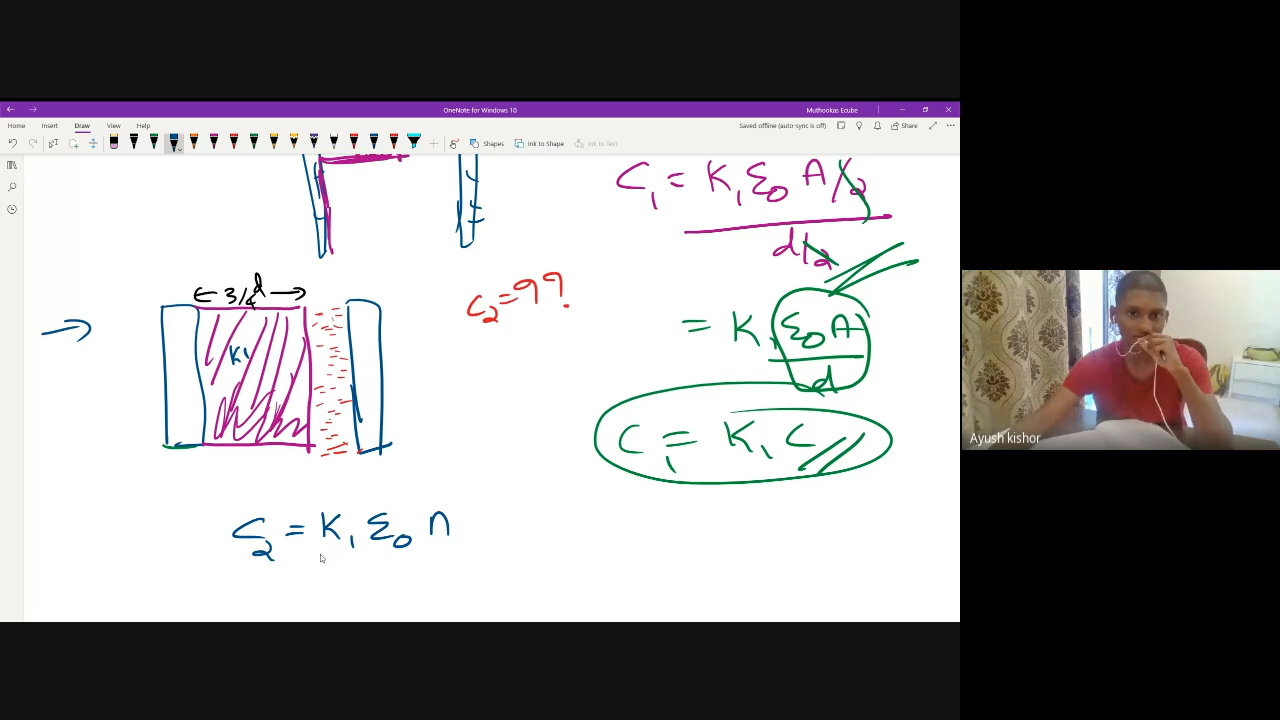 OneNote for Windows 10
Muthookas Ecube
Home Insert Draw View Help
Saved offline (auto-sync is off)
Share
Shapes
Ink to Shape
Ink to Text
C₁ = K₁ ε₀ A/2
d/2
= K₁ ε₀ A
d
C₁ = K₁ C
← 3/4 d →
K₁
C₂ = ??
C₂ = K₁ ε₀ A
Ayush kishor